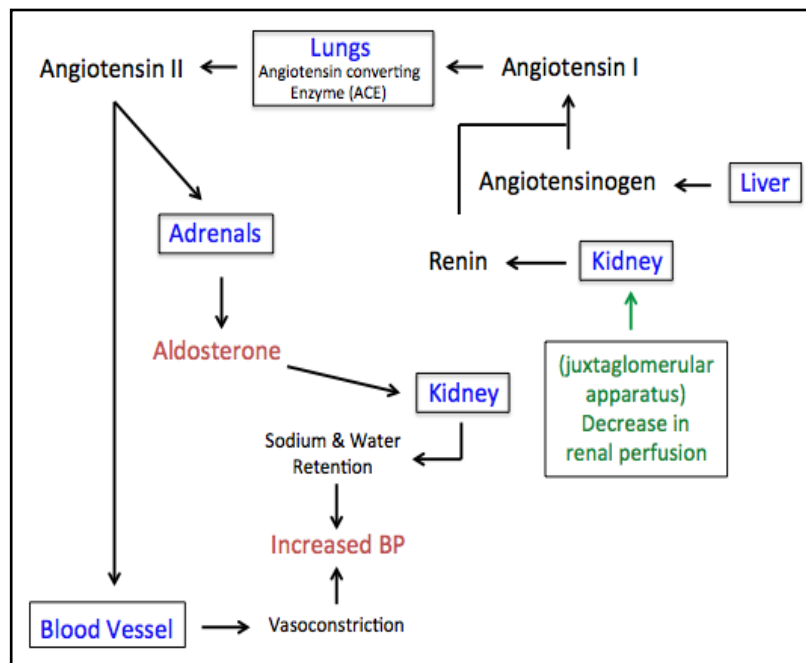 Lungs
Angiotensin II
Angiotensin converting
Enzyme (ACE)
Angiotensin I
Angiotensinogen
Liver
Adrenals
Renin
Kidney
Aldosterone
(juxtaglomerular
apparatus)
Decrease in
renal perfusion
Kidney
Sodium & Water
Retention
Increased BP
Blood Vessel
Vasoconstriction